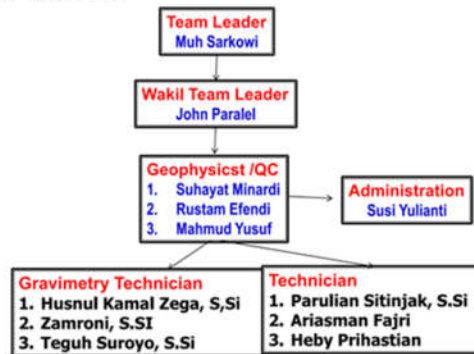 Team Leader
Muh Sarkowi
Wakil Team Leader
John Paralel
Geophysicst /QC
1. Suhayat Minardi
2. Rustam Efendi
3. Mahmud Yusuf
Administration
Susi Yulianti
Gravimetry Technician
1. Husnul Kamal Zega, S,Si
2. Zamroni, S.SI
3. Teguh Suroyo, S.Si
Technician
1. Parulian Sitinjak, S.Si
2. Ariasman Fajri
3. Heby Prihastian